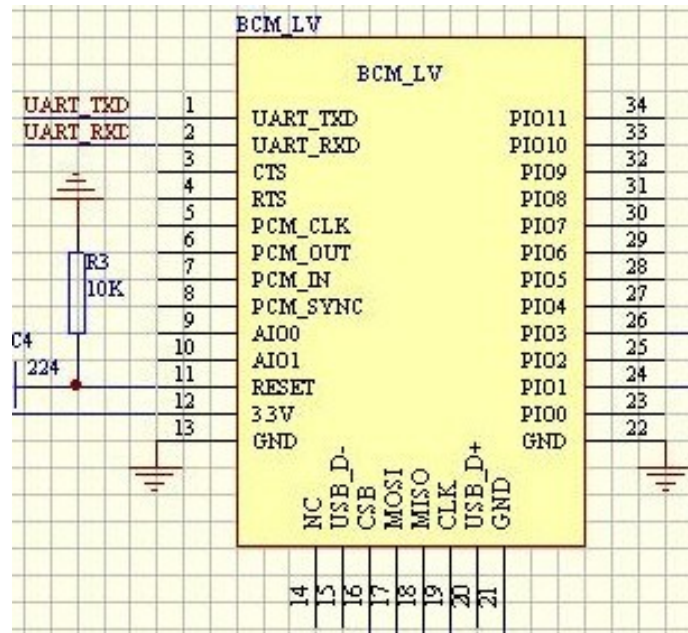 BCM_LV
BCM_LV
UART_TXD 1 UART_TXD PIO11 34
UART_RXD 2 UART_RXD PIO10 33
3 CTS PIO9 32
4 RTS PIO8 31
5 PCM_CLK PIO7 30
6 PCM_OUT PIO6 29
7 PCM_IN PIO5 28
8 PCM_SYNC PIO4 27
9 AIO0 PIO3 26
10 AIO1 PIO2 25
11 RESET PIO1 24
12 3.3V PIO0 23
13 GND GND 22
R3
10K
C4
224
NC USB_D- CSB MOSI MISO CLK USB_D+ GND
14 15 16 17 18 19 20 21